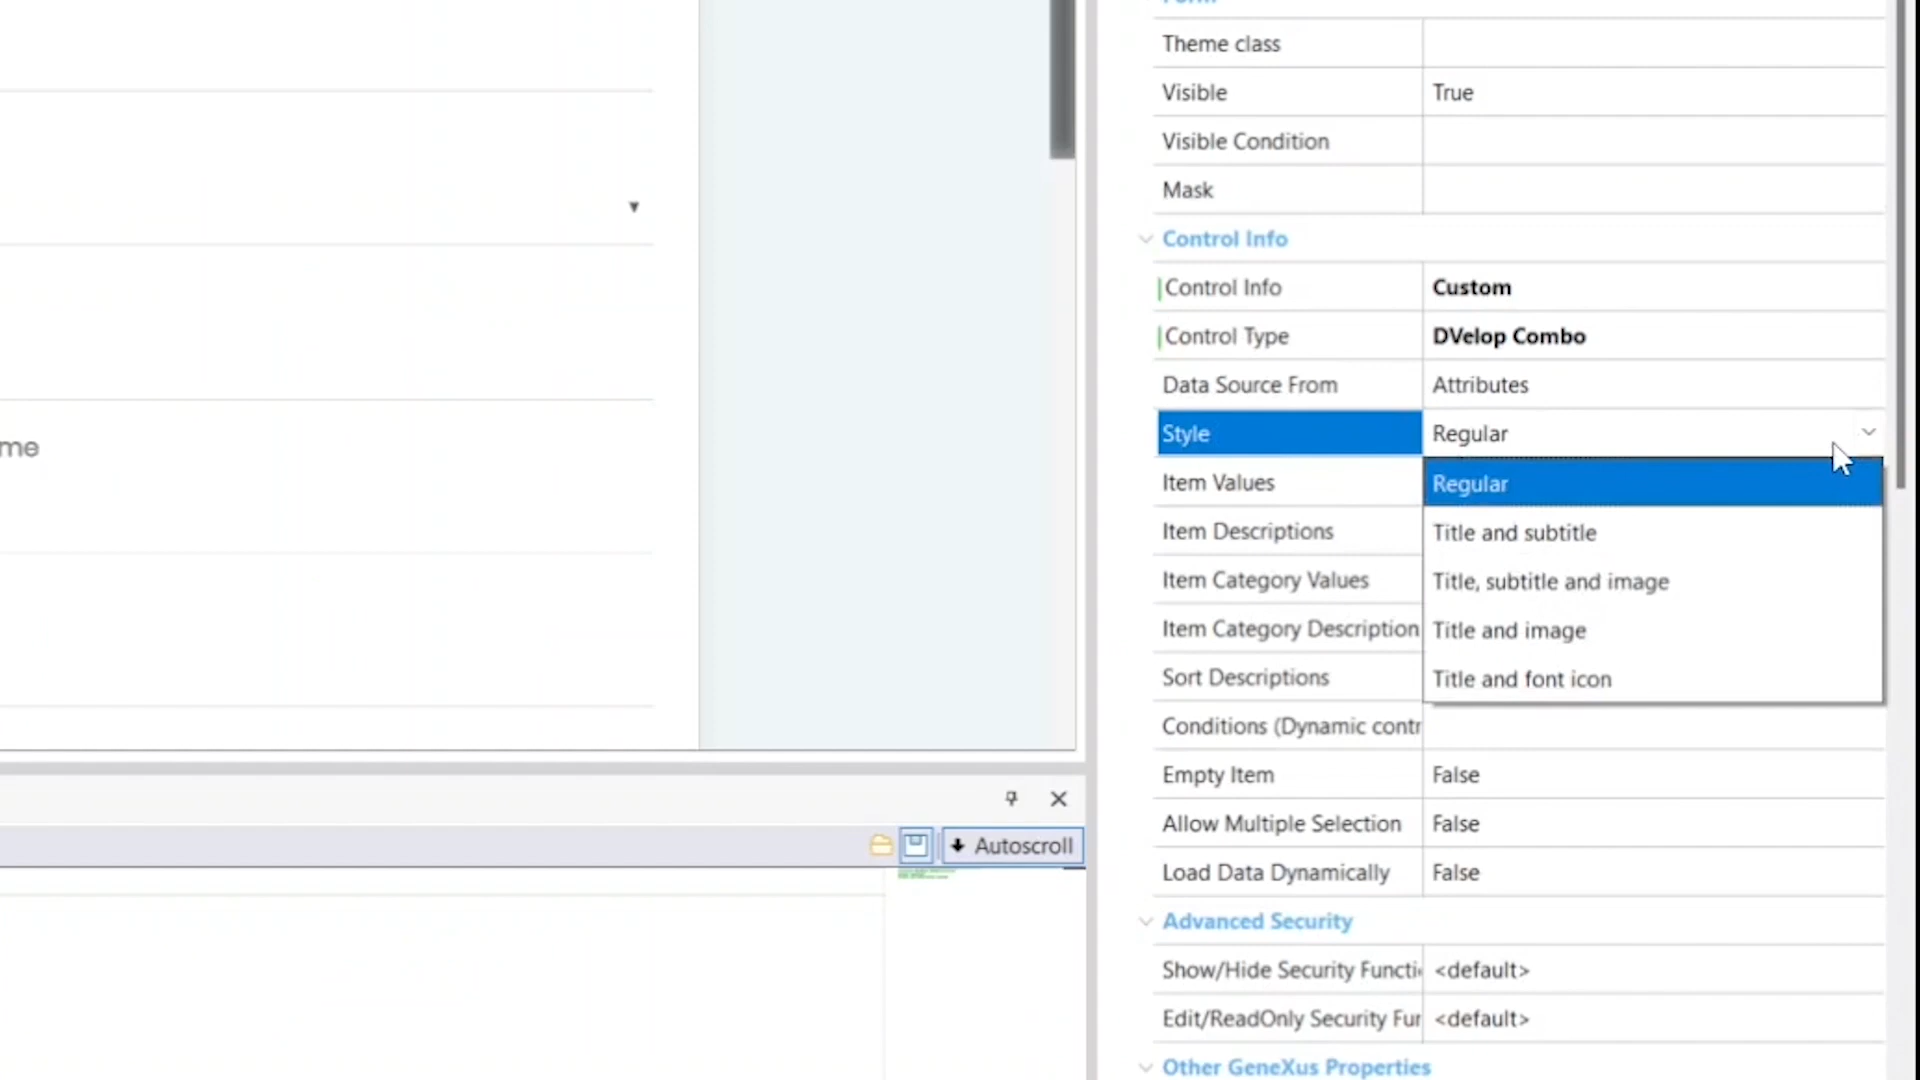 Form
Theme class
Visible True
Visible Condition
Mask
Control Info
Control Info Custom
Control Type DVelop Combo
Data Source From Attributes
Style Regular
Item Values Regular
Item Descriptions Title and subtitle
Item Category Values Title, subtitle and image
Item Category Description Title and image
Sort Descriptions Title and font icon
Conditions (Dynamic contr
Empty Item False
Allow Multiple Selection False
Load Data Dynamically False
Advanced Security
Show/Hide Security Functi <default>
Edit/ReadOnly Security Fur <default>
Other GeneXus Properties
me
Autoscroll